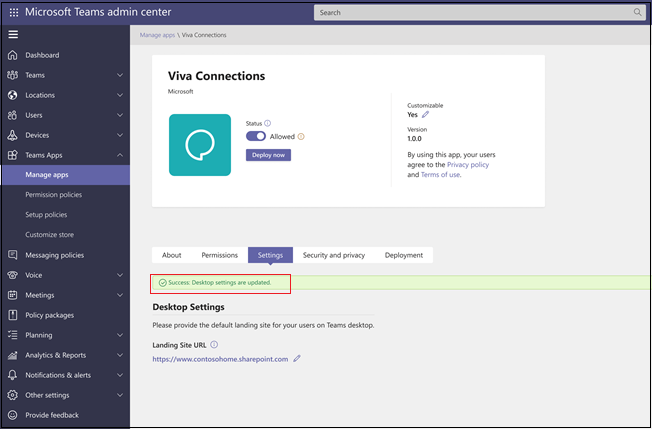 Microsoft Teams admin center
Search
Manage apps \ Viva Connections
Dashboard
Teams
Locations
Users
Devices
Teams Apps
Manage apps
Permission policies
Setup policies
Customize store
Messaging policies
Voice
Meetings
Policy packages
Planning
Analytics & Reports
Notifications & alerts
Other settings
Provide feedback
Viva Connections
Microsoft
Status
Allowed
Deploy now
Customizable
Yes
Version
1.0.0
By using this app, your users
agree to the Privacy policy
and Terms of use.
About Permissions Settings Security and privacy Deployment
Success: Desktop settings are updated.
Desktop Settings
Please provide the default landing site for your users on Teams desktop.
Landing Site URL
https://www.contosohome.sharepoint.com